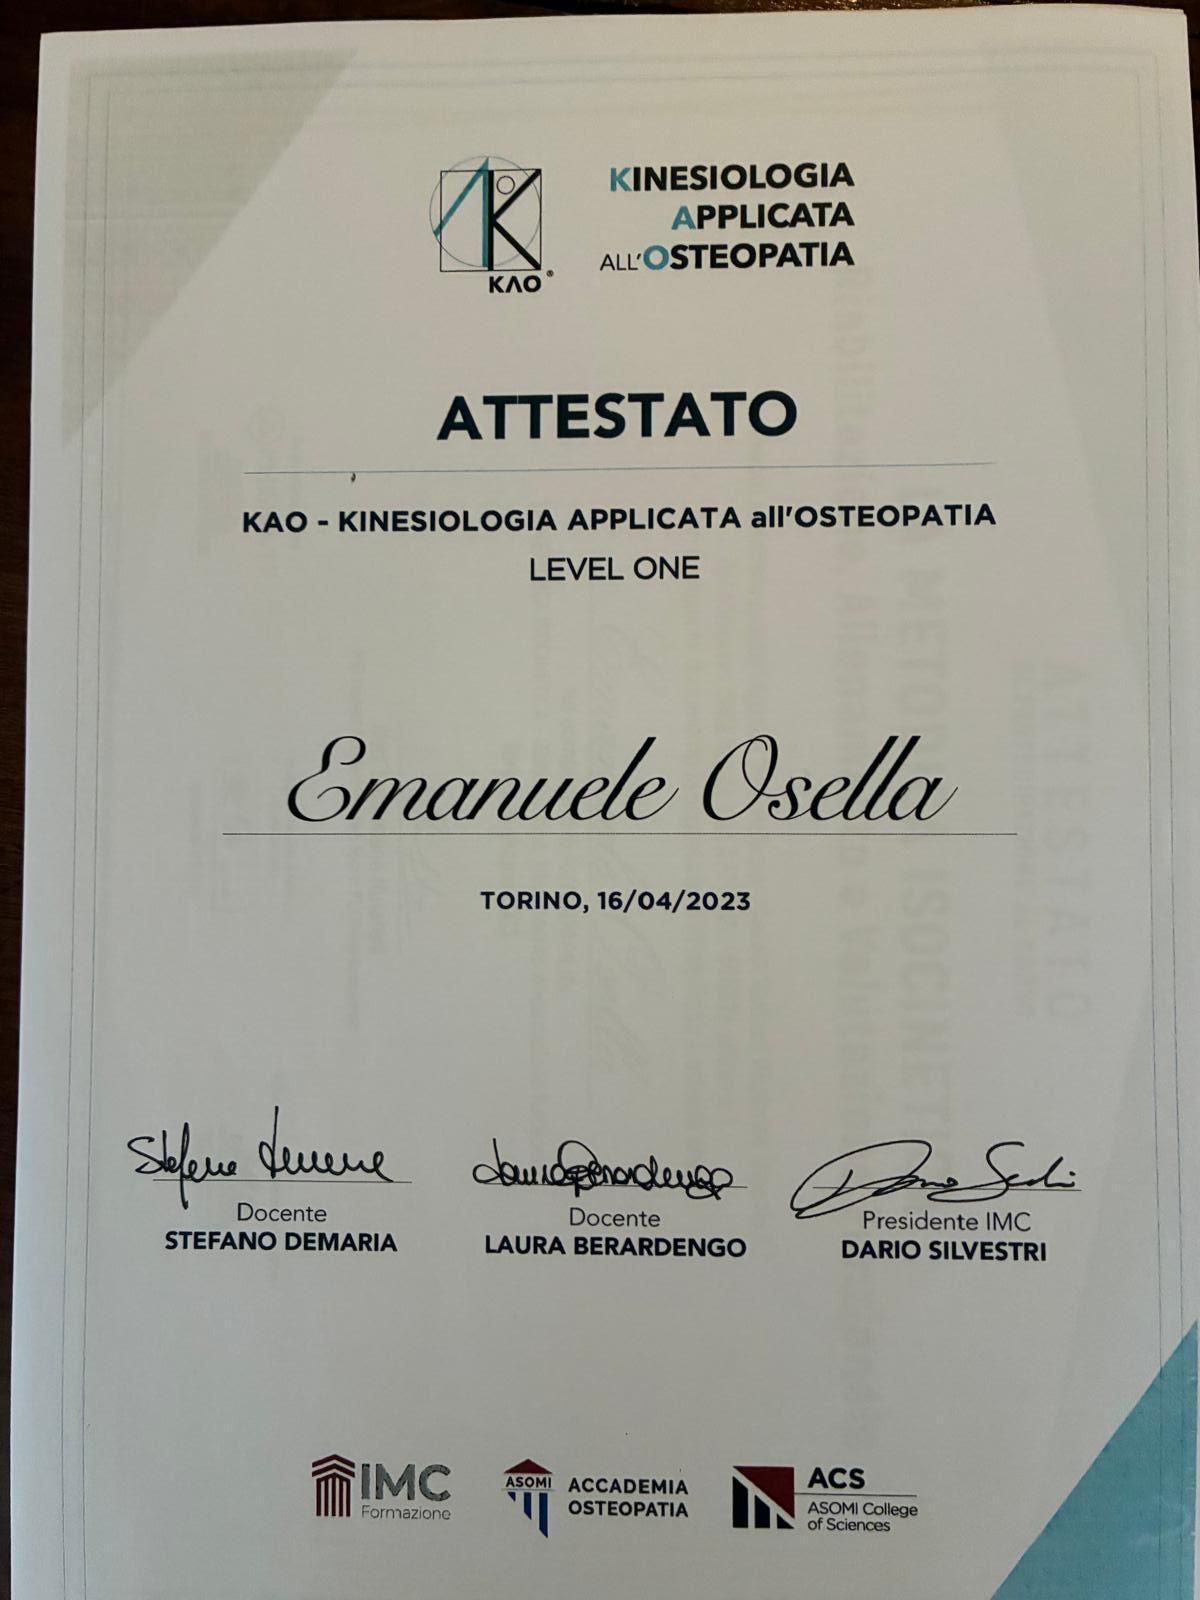 KAO®
KINESIOLOGIA
APPLICATA
ALL'OSTEOPATIA
ATTESTATO
KAO - KINESIOLOGIA APPLICATA all'OSTEOPATIA
LEVEL ONE
Emanuele Osella
TORINO, 16/04/2023
Docente
STEFANO DEMARIA
Docente
LAURA BERARDENGO
Presidente IMC
DARIO SILVESTRI
IMC
Formazione
ASOMI
ACCADEMIA
OSTEOPATIA
ACS
ASOMI College
of Sciences